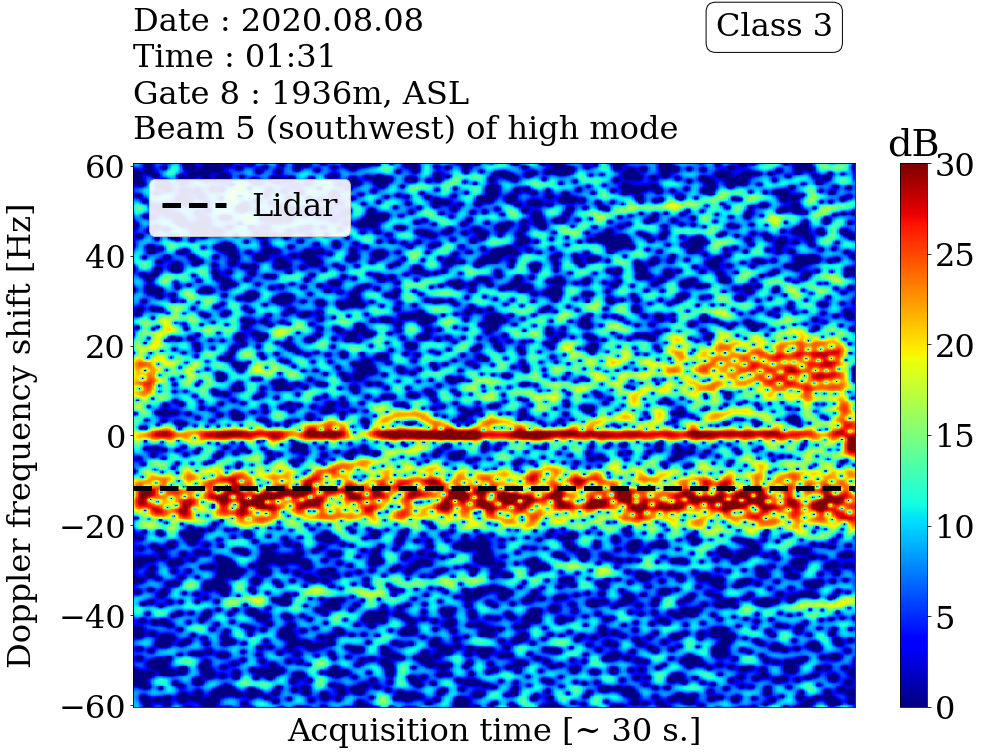 Date : 2020.08.08
Time : 01:31
Gate 8 : 1936m, ASL
Beam 5 (southwest) of high mode
Class 3
dB
Lidar
Doppler frequency shift [Hz]
60
40
20
0
−20
−40
−60
30
25
20
15
10
5
0
Acquisition time [~ 30 s.]